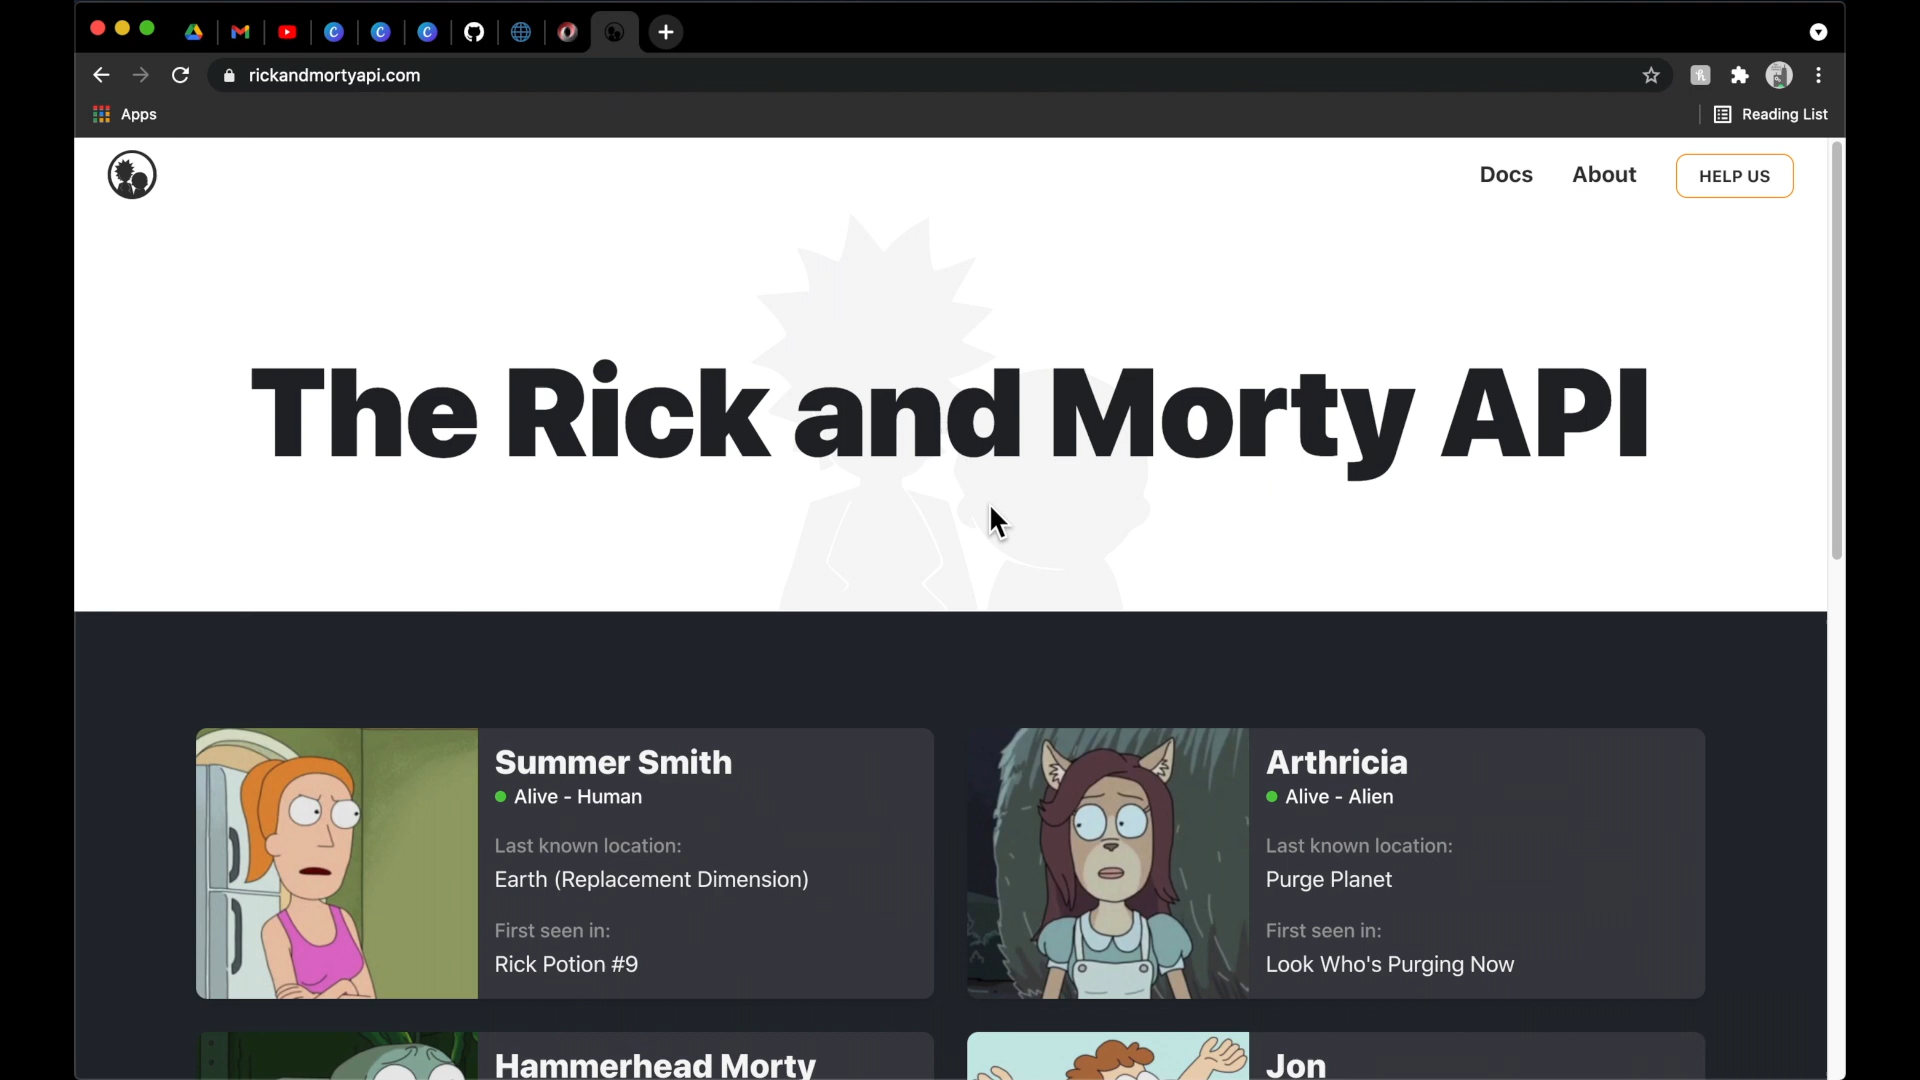 rickandmortyapi.com
Apps
Reading List
Docs
About
HELP US
The Rick and Morty API
Summer Smith
Alive - Human
Last known location:
Earth (Replacement Dimension)
First seen in:
Rick Potion #9
Arthricia
Alive - Alien
Last known location:
Purge Planet
First seen in:
Look Who's Purging Now
Hammerhead Morty
Jon